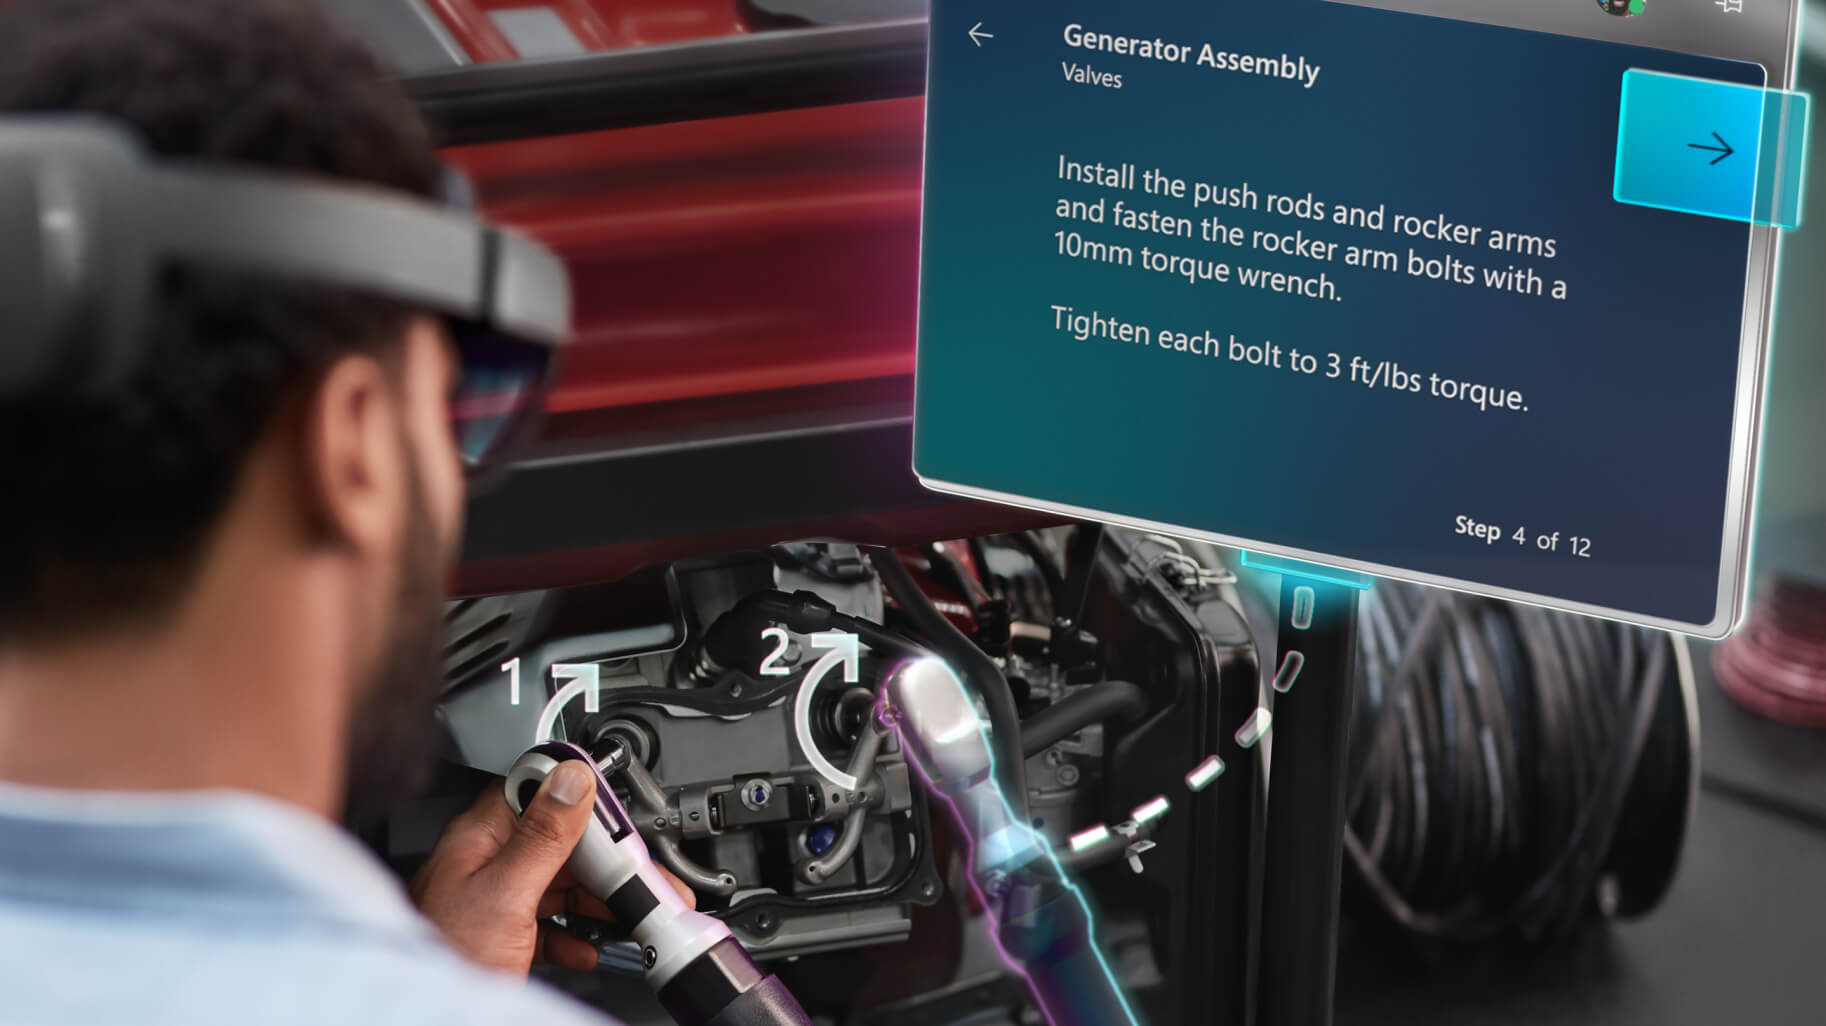 Generator Assembly
Valves
Install the push rods and rocker arms
and fasten the rocker arm bolts with a
10mm torque wrench.
Tighten each bolt to 3 ft/lbs torque.
Step 4 of 12
1
2